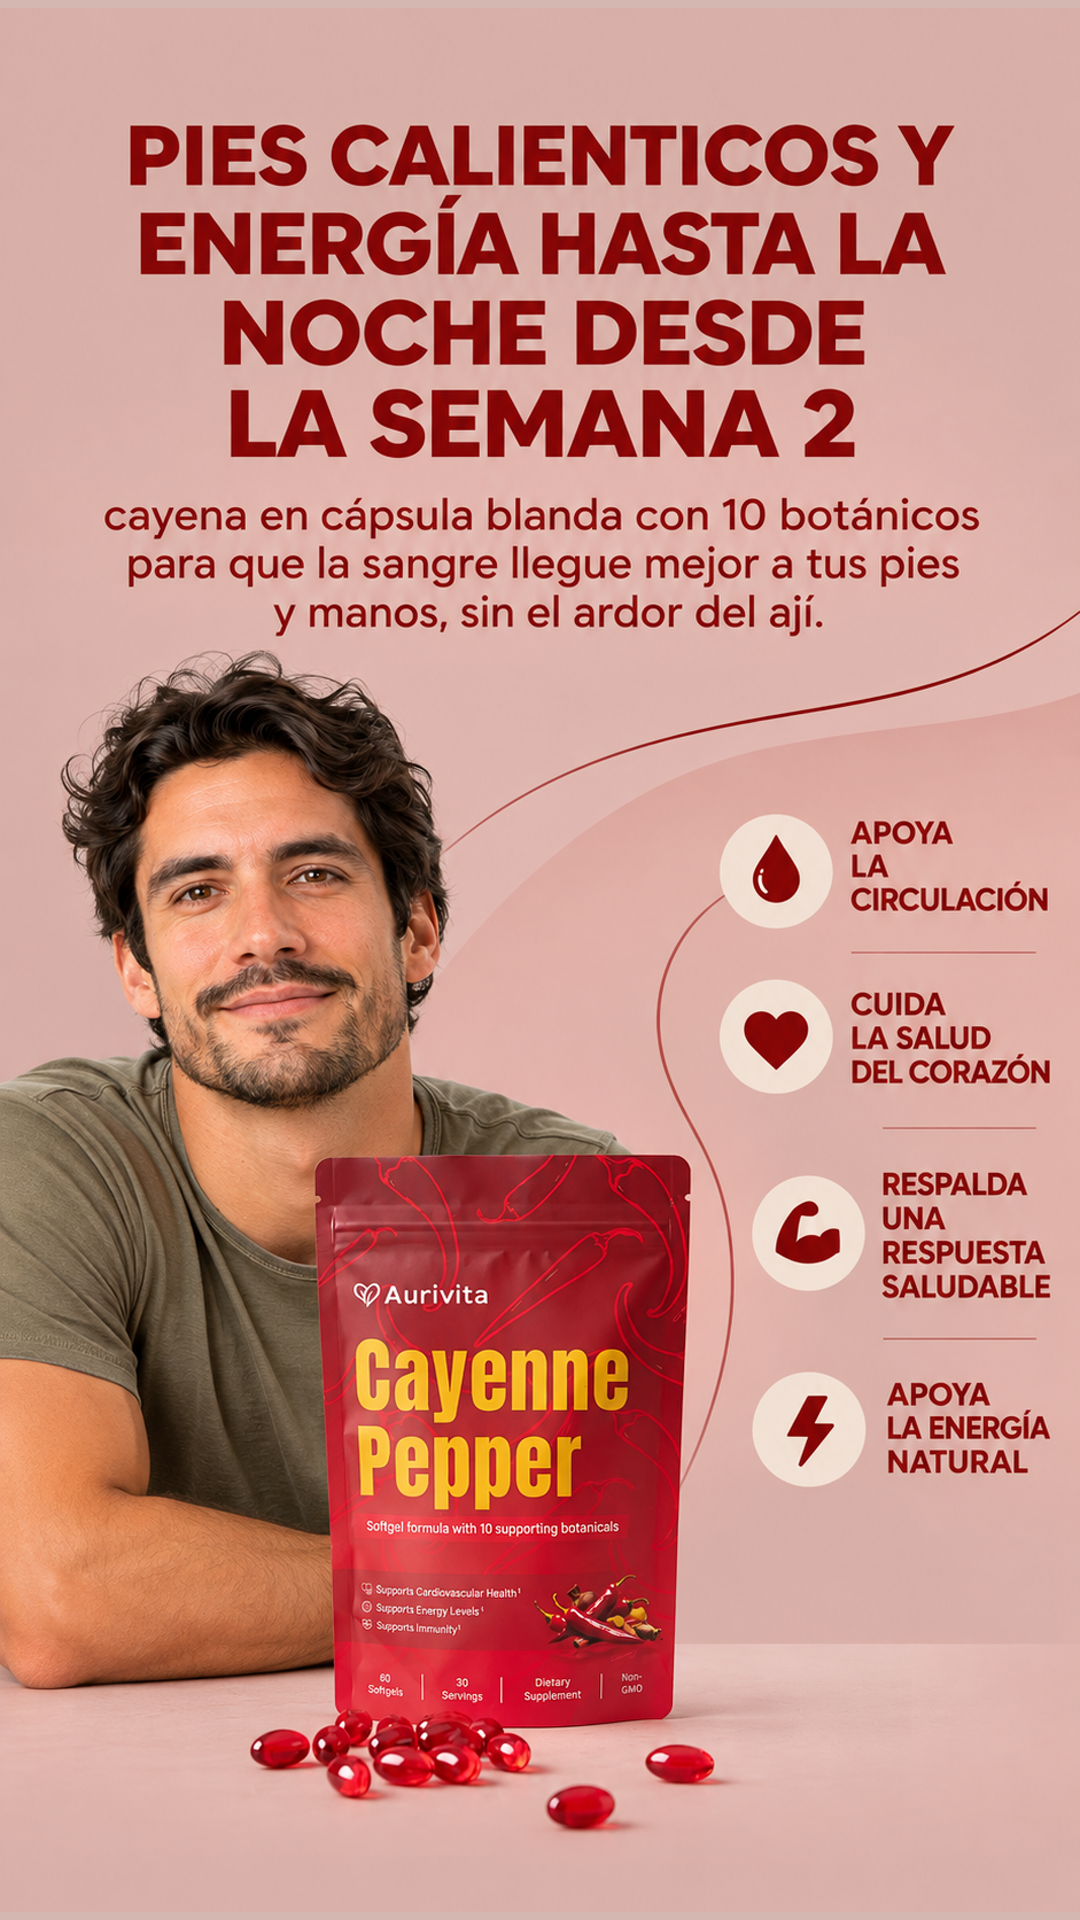 PIES CALIENTICOS Y
ENERGÍA HASTA LA
NOCHE DESDE
LA SEMANA 2
cayena en cápsula blanda con 10 botánicos
para que la sangre llegue mejor a tus pies
y manos, sin el ardor del ají.
APOYA
LA
CIRCULACIÓN
CUIDA
LA SALUD
DEL CORAZÓN
RESPALDA
UNA
RESPUESTA
SALUDABLE
APOYA
LA ENERGÍA
NATURAL
Aurivita
Cayenne
Pepper
Softgel formula with 10 supporting botanicals
Supports Cardiovascular Health¹
Supports Energy Levels¹
Supports Immunity¹
60
Softgels
30
Servings
Dietary
Supplement
Non-
GMO